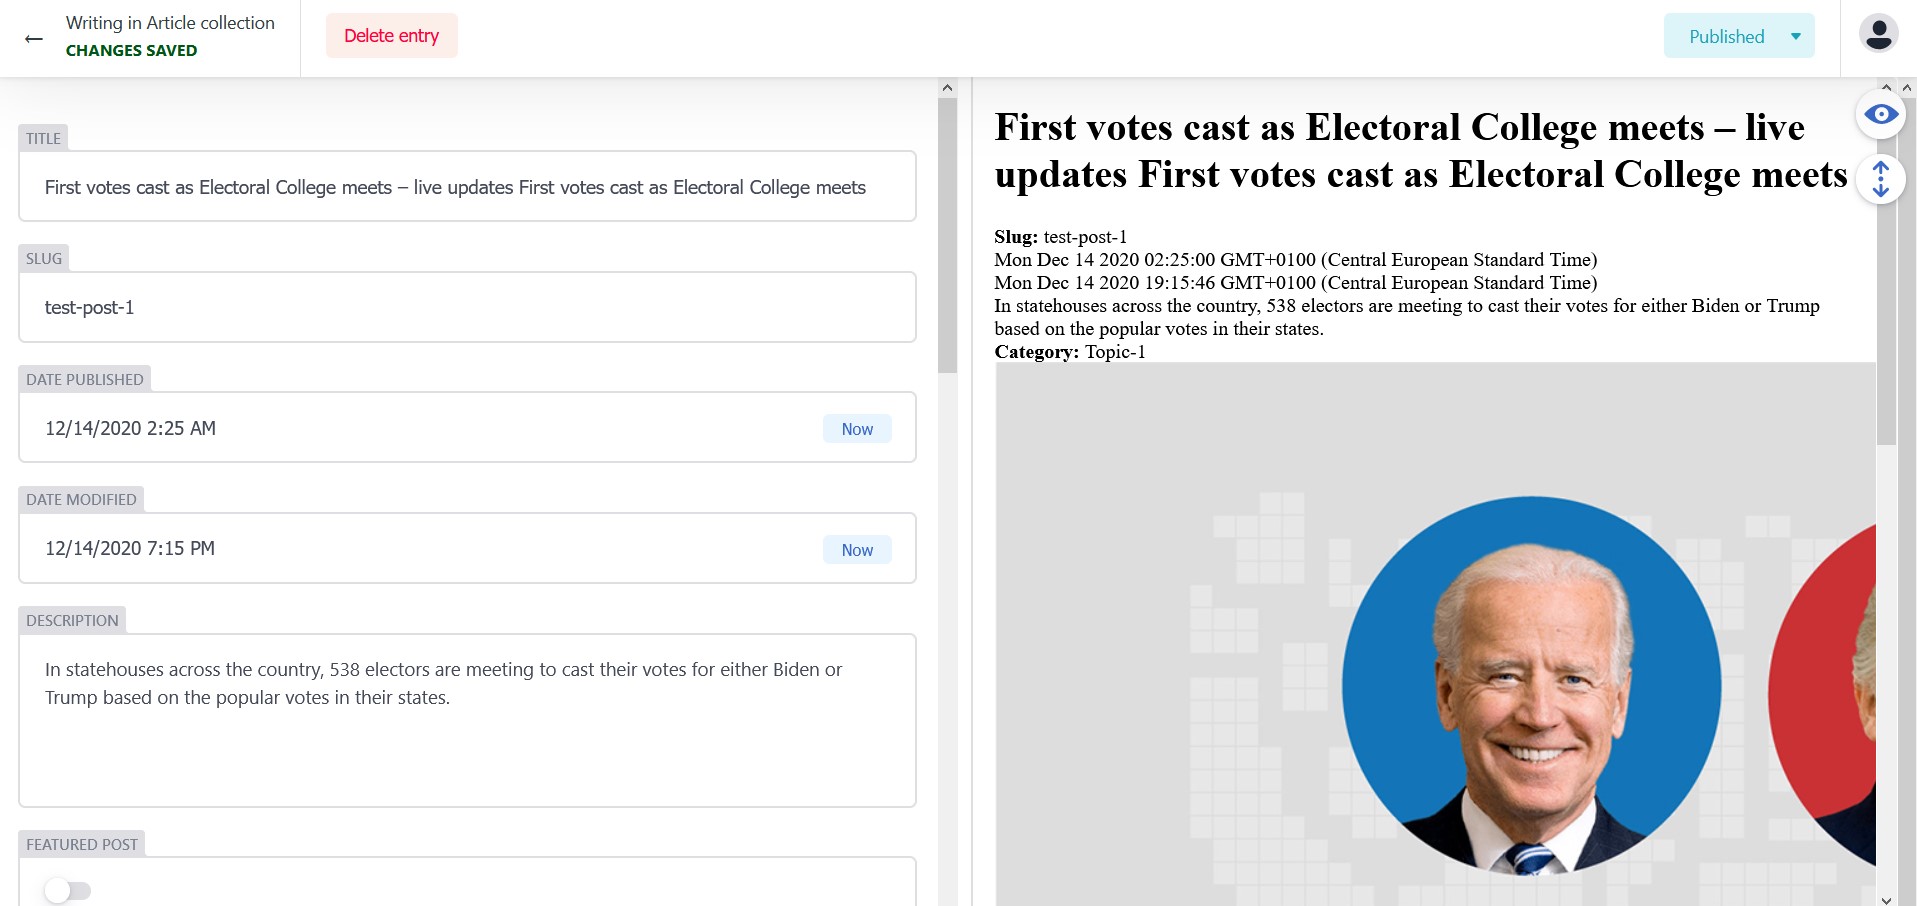 ← Writing in Article collection
CHANGES SAVED
Delete entry
Published
TITLE
First votes cast as Electoral College meets – live updates First votes cast as Electoral College meets
SLUG
test-post-1
DATE PUBLISHED
12/14/2020 2:25 AM
Now
DATE MODIFIED
12/14/2020 7:15 PM
Now
DESCRIPTION
In statehouses across the country, 538 electors are meeting to cast their votes for either Biden or
Trump based on the popular votes in their states.
FEATURED POST
First votes cast as Electoral College meets – live
updates First votes cast as Electoral College meets
Slug: test-post-1
Mon Dec 14 2020 02:25:00 GMT+0100 (Central European Standard Time)
Mon Dec 14 2020 19:15:46 GMT+0100 (Central European Standard Time)
In statehouses across the country, 538 electors are meeting to cast their votes for either Biden or Trump
based on the popular votes in their states.
Category: Topic-1